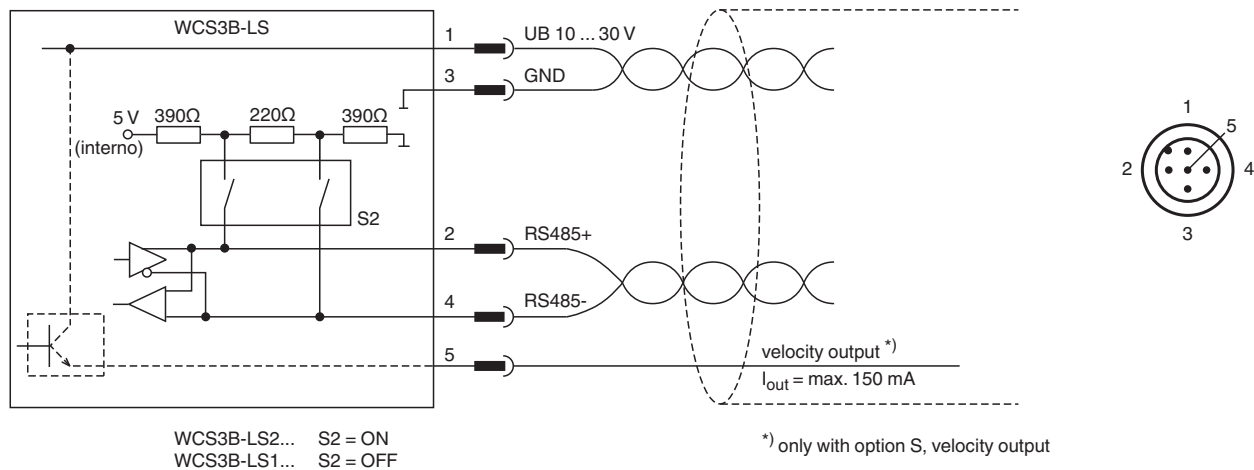 WCS3B-LS
1
UB 10 ... 30 V
3
GND
5 V
(interno)
390Ω
220Ω
390Ω
S2
2
RS485+
4
RS485-
5
velocity output *)
Iout = max. 150 mA
WCS3B-LS2... S2 = ON
WCS3B-LS1... S2 = OFF
*) only with option S, velocity output
1
5
2
4
3